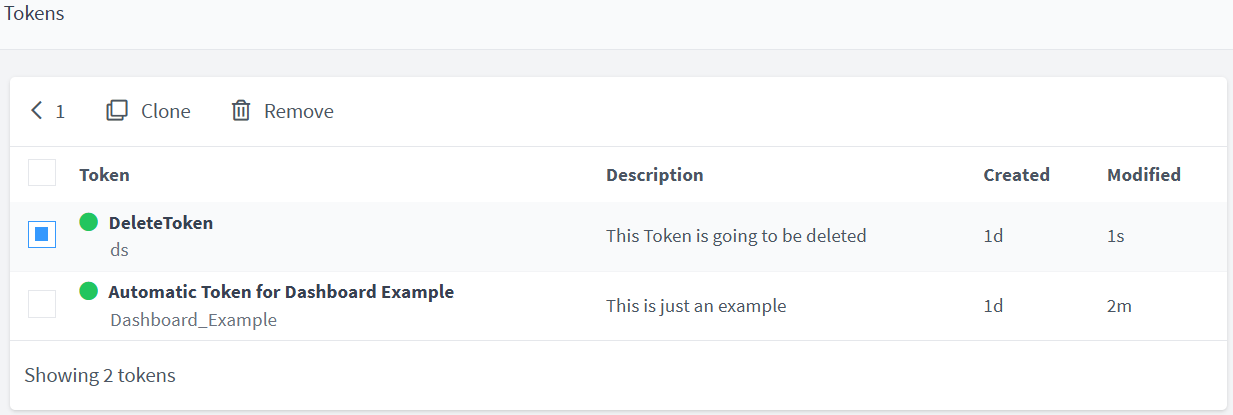 Tokens
1 Clone Remove
Token Description Created Modified
DeleteToken
ds
This Token is going to be deleted 1d 1s
Automatic Token for Dashboard Example
Dashboard_Example
This is just an example 1d 2m
Showing 2 tokens